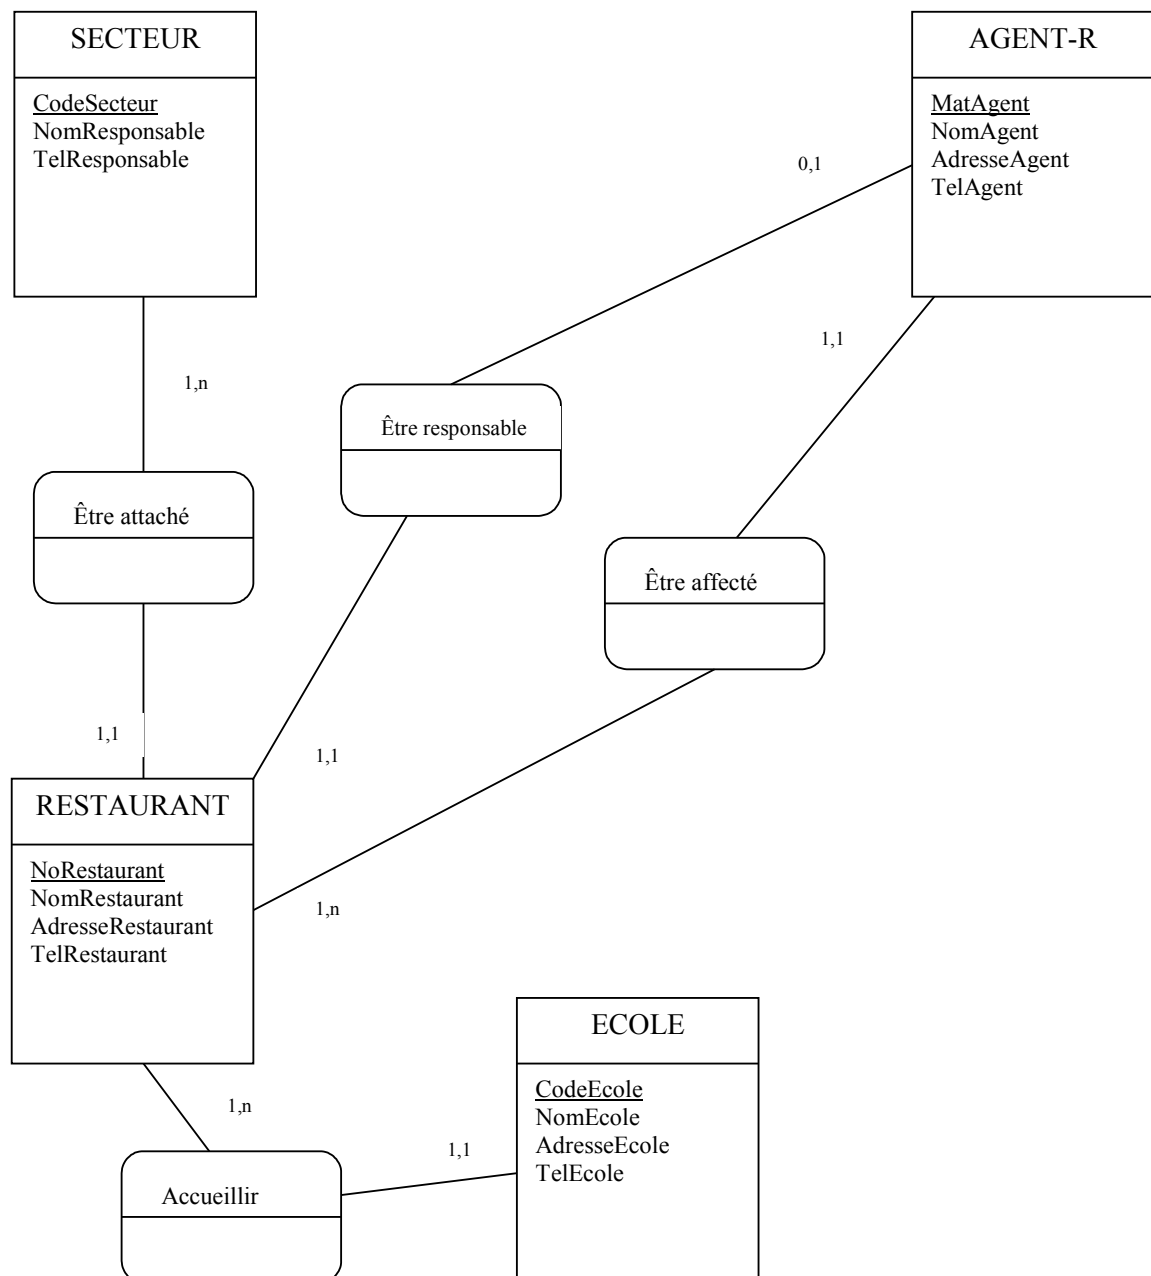 SECTEUR
CodeSecteur
NomResponsable
TelResponsable
AGENT-R
MatAgent
NomAgent
AdresseAgent
TelAgent
0,1
1,1
1,n
Être responsable
Être attaché
Être affecté
1,1
1,1
RESTAURANT
NoRestaurant
NomRestaurant
AdresseRestaurant
TelRestaurant
1,n
ECOLE
CodeEcole
NomEcole
AdresseEcole
TelEcole
1,n
1,1
Accueillir